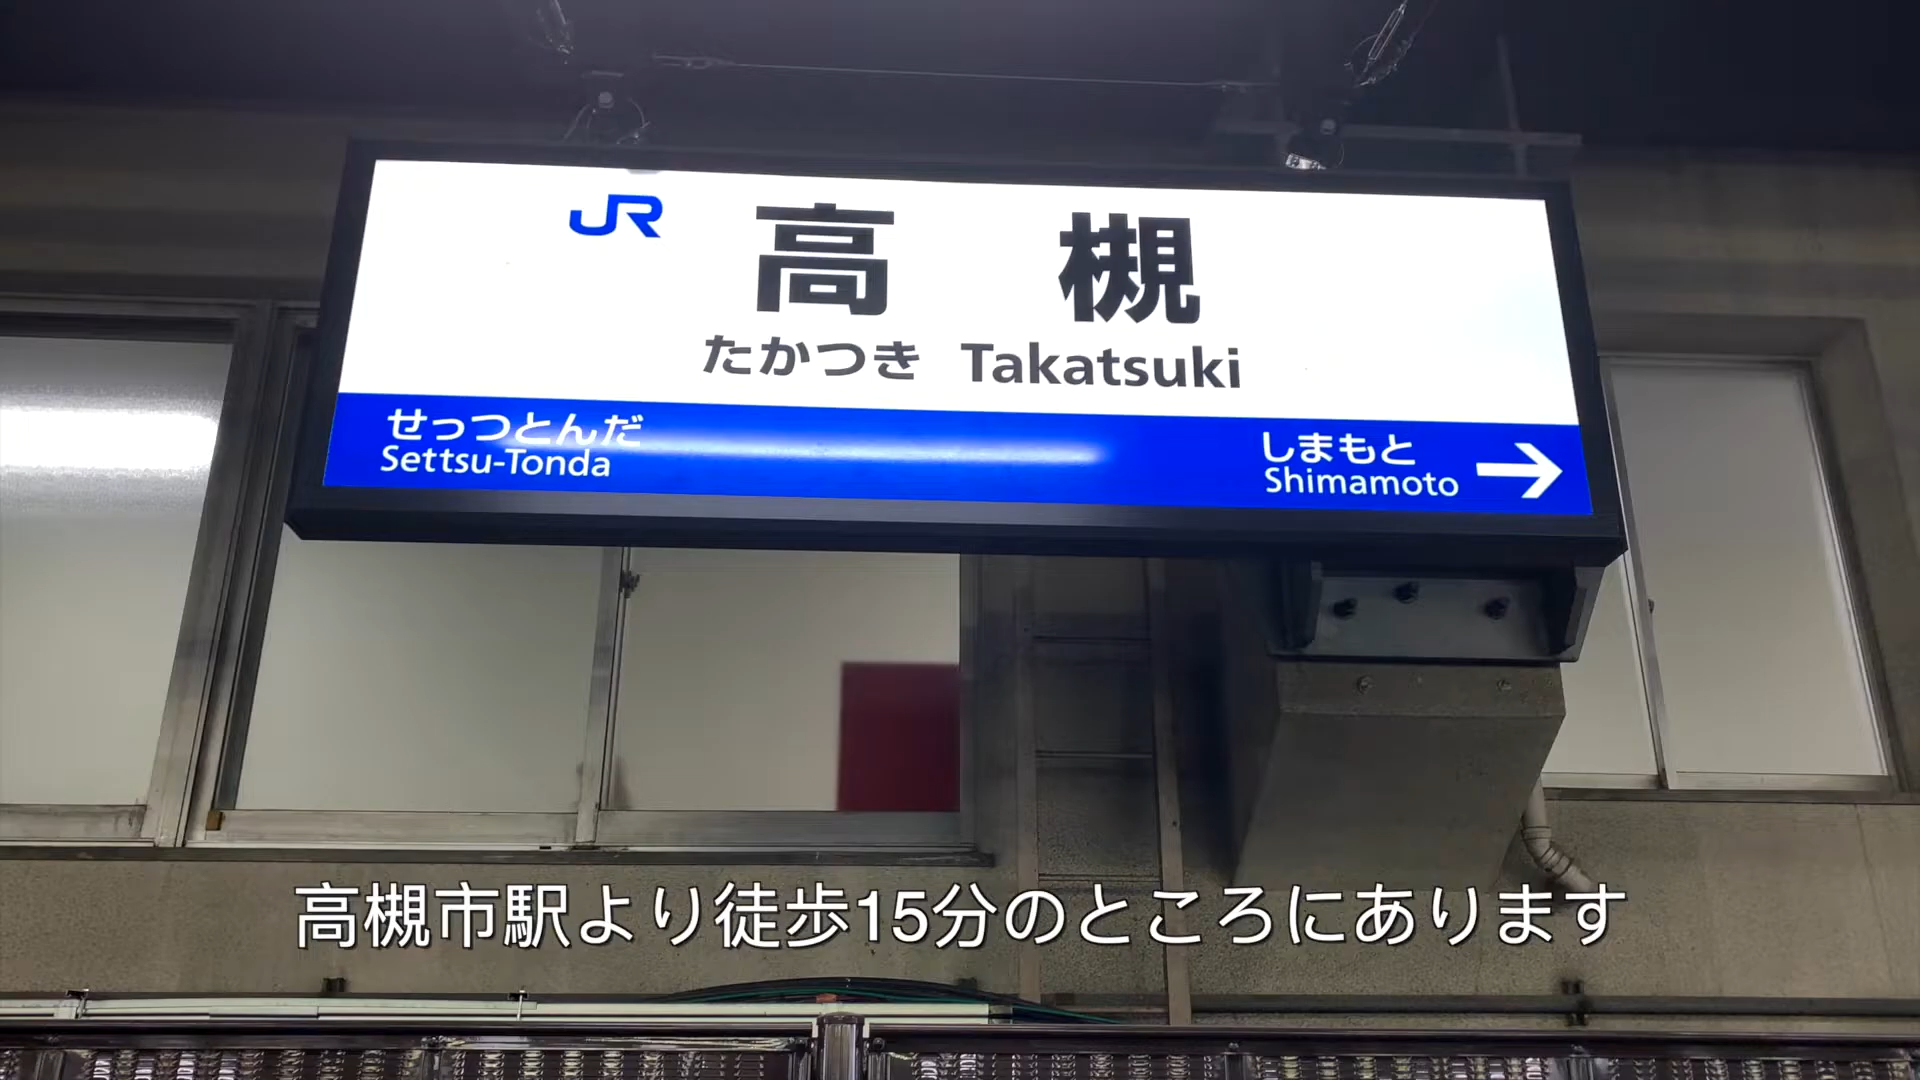 JR 高槻
たかつき Takatsuki
せっつとんだ
Settsu-Tonda
しまもと
Shimamoto →
高槻市駅より徒歩15分のところにあります